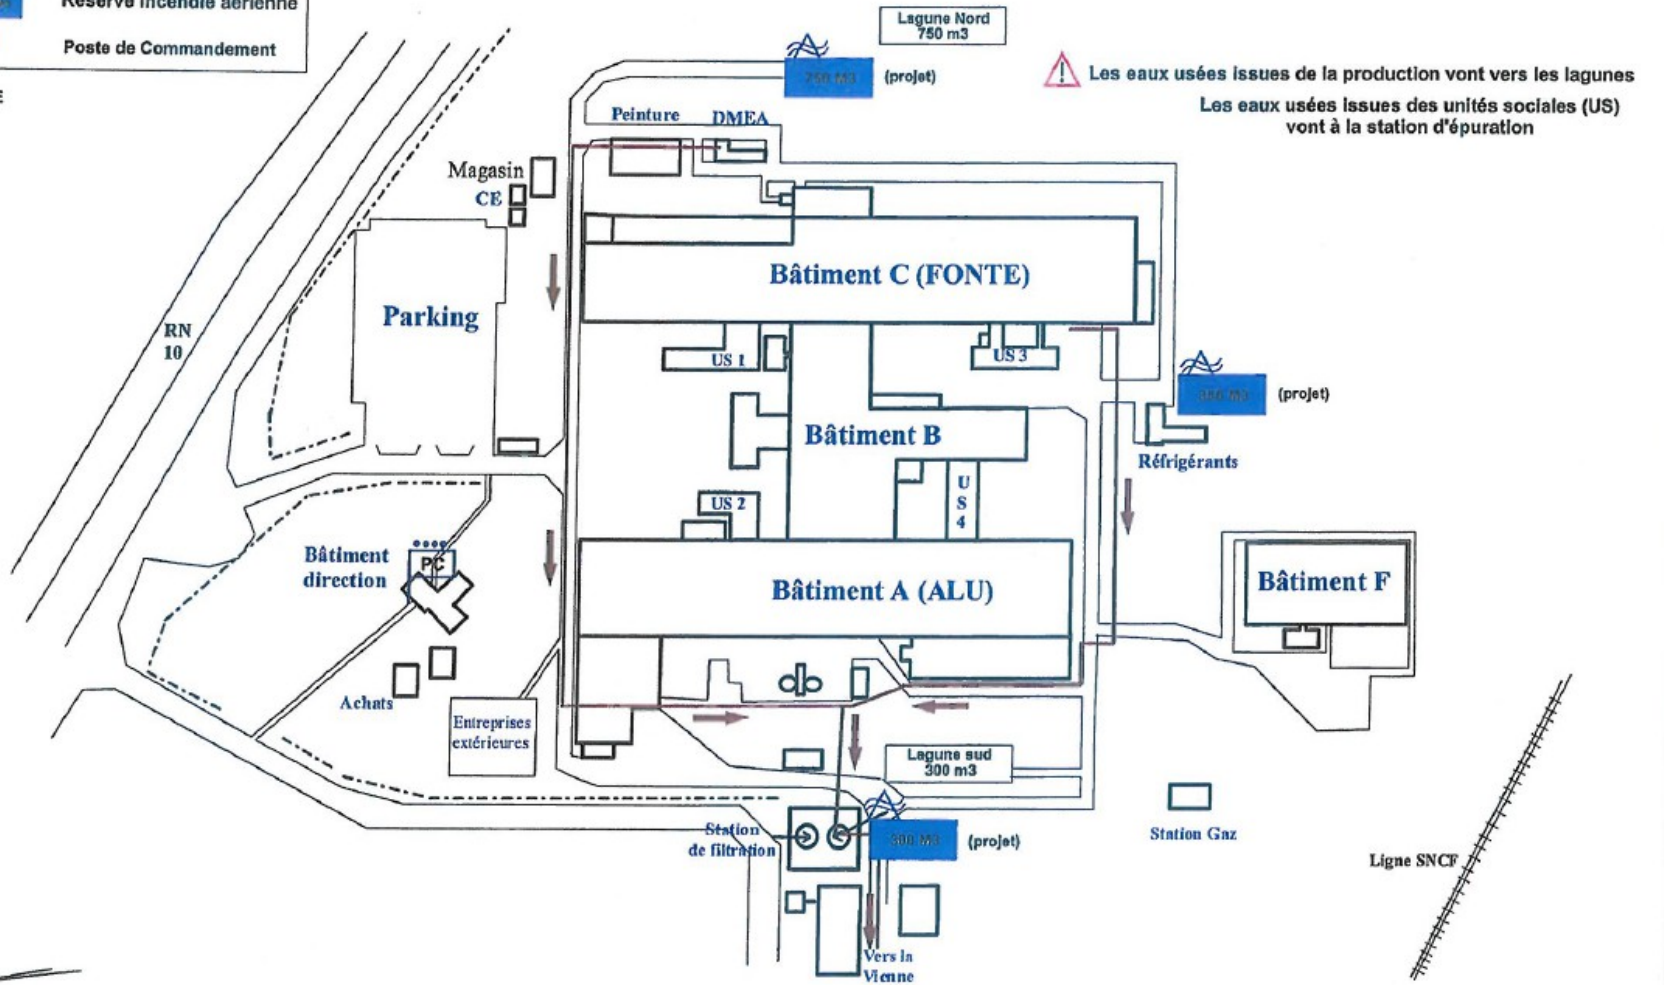 Réserve incendie aérienne
Poste de Commandement
E
Lagune Nord
750 m3
750 M3
(projet)
Les eaux usées issues de la production vont vers les lagunes
Les eaux usées issues des unités sociales (US)
vont à la station d'épuration
Peinture
DMEA
Magasin
CE
Bâtiment C (FONTE)
Parking
RN
10
US 1
US 3
(projet)
Bâtiment B
Réfrigérants
US 2
U
S
4
Bâtiment
direction
PC
Bâtiment A (ALU)
Bâtiment F
Achats
Entreprises
extérieures
Lagune sud
300 m3
Station
de filtration
300 M3
(projet)
Station Gaz
Ligne SNCF
Vers la
Vienne